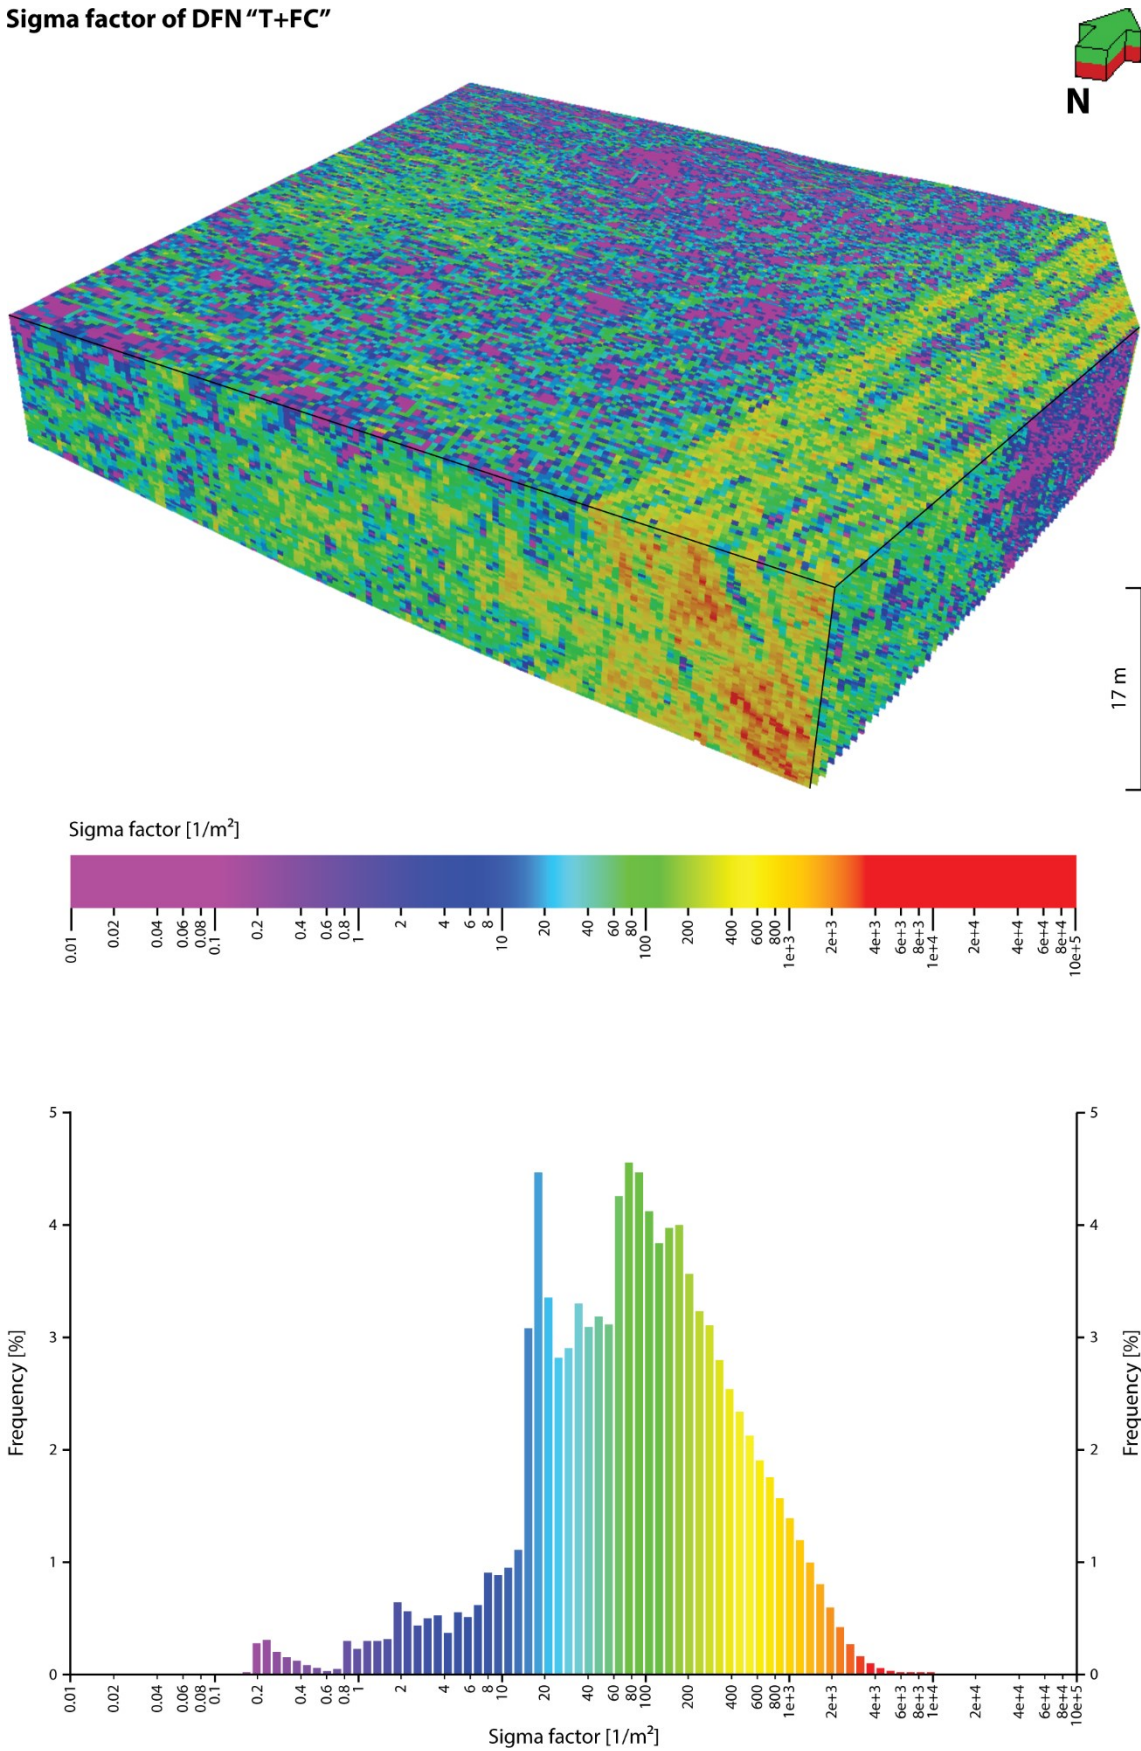 Sigma factor of DFN “T+FC”
N
17 m
Sigma factor [1/m²]
0.01 0.02 0.04 0.06 0.08 0.1 0.2 0.4 0.6 0.8 1 2 4 6 8 10 20 40 60 80 100 200 400 600 800 1e+3 2e+3 4e+3 6e+3 8e+3 1e+4 2e+4 4e+4 6e+4 8e+4 10e+5
5 5
4 4
3 3
Frequency [%] Frequency [%]
2 2
1 1
0 0
0.01 0.02 0.04 0.06 0.08 0.1 0.2 0.4 0.6 0.8 1 2 4 6 8 10 20 40 60 80 100 200 400 600 800 1e+3 2e+3 4e+3 6e+3 8e+3 1e+4 2e+4 4e+4 6e+4 8e+4 10e+5
Sigma factor [1/m²]